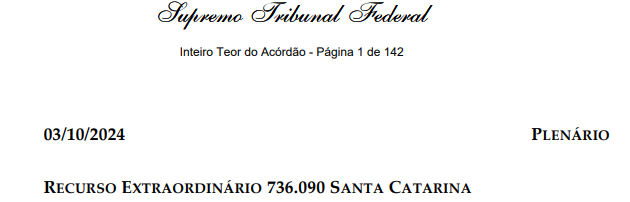 Supremo Tribunal Federal
Inteiro Teor do Acórdão - Página 1 de 142
03/10/2024 PLENÁRIO
RECURSO EXTRAORDINÁRIO 736.090 SANTA CATARINA